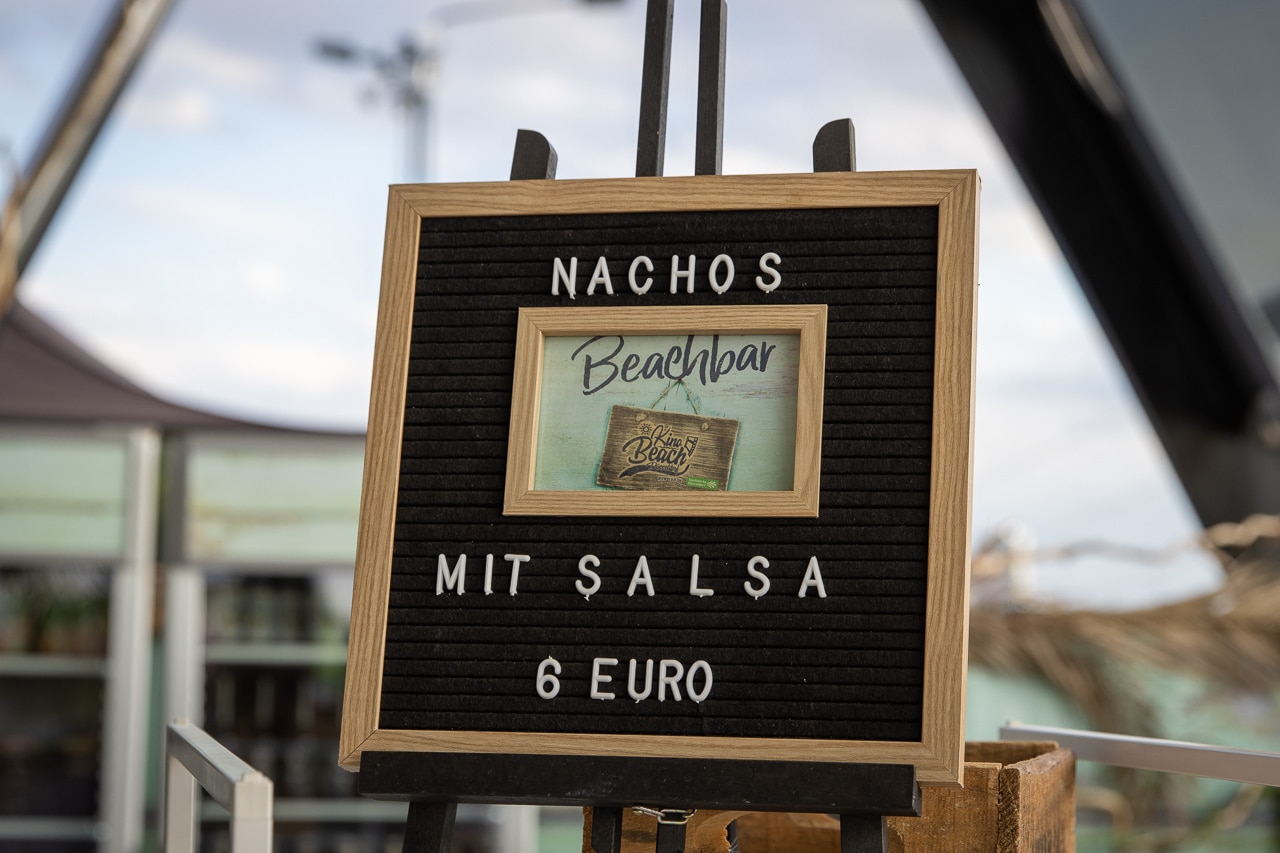 NACHOS
Beachbar
King
Beach
MIT SALSA
6 EURO